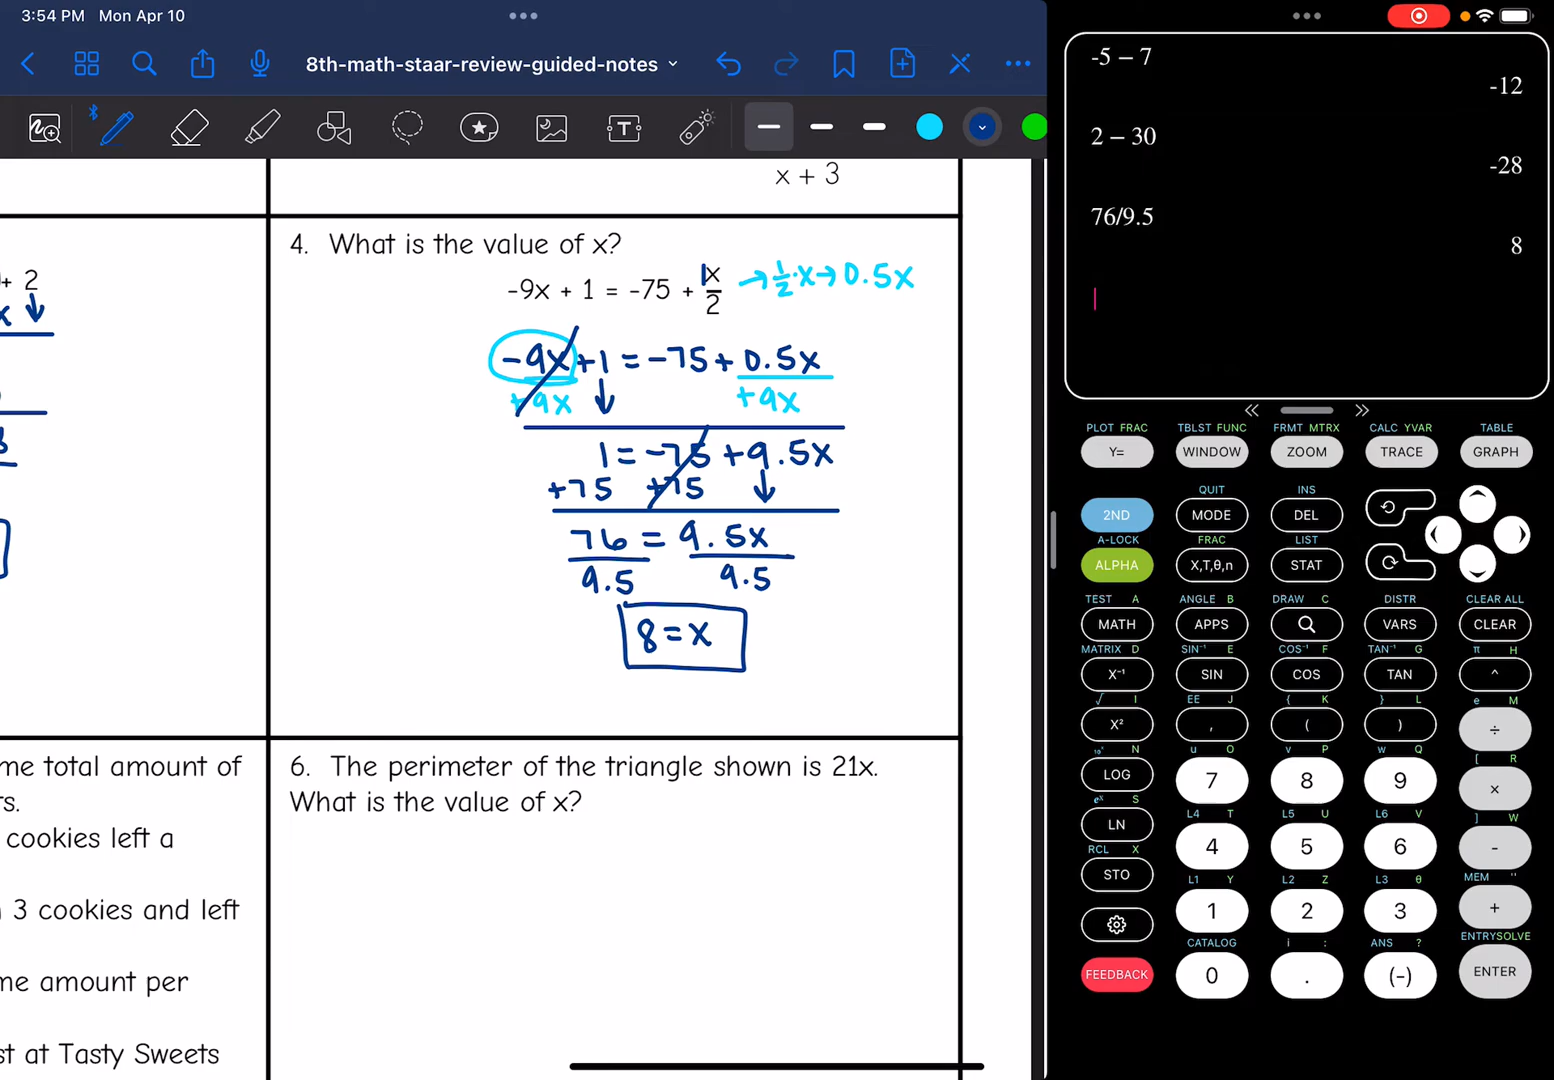 3:54 PM Mon Apr 10
8th-math-staar-review-guided-notes
x + 3
+ 2
x
4. What is the value of x?
-9x + 1 = -75 + 1x/2 → 1/2 · x → 0.5x
-9x + 1 = -75 + 0.5x
+9x +9x
1 = -75 + 9.5x
+75 +75
76 = 9.5x
9.5 9.5
8 = x
me total amount of
rs.
cookies left a
3 cookies and left
me amount per
st at Tasty Sweets
6. The perimeter of the triangle shown is 21x.
What is the value of x?
-5 – 7
-12
2 – 30
-28
76/9.5
8
PLOT FRAC TBLST FUNC FRMT MTRX CALC YVAR TABLE
Y= WINDOW ZOOM TRACE GRAPH
QUIT INS
2ND MODE DEL
A-LOCK FRAC LIST
ALPHA X,T,θ,n STAT
TEST A ANGLE B DRAW C DISTR CLEAR ALL
MATH APPS VARS CLEAR
MATRIX D SIN⁻¹ E COS⁻¹ F TAN⁻¹ G π H
X⁻¹ SIN COS TAN ^
√ I EE J { K } L e M
X² , ( ) ÷
10ˣ N u O v P w Q [ R
LOG 7 8 9 ×
eˣ S L4 T L5 U L6 V ] W
LN 4 5 6 -
RCL X L1 Y L2 Z L3 θ MEM "
STO 1 2 3 +
CATALOG i : ANS ? ENTRY SOLVE
FEEDBACK 0 . (-) ENTER